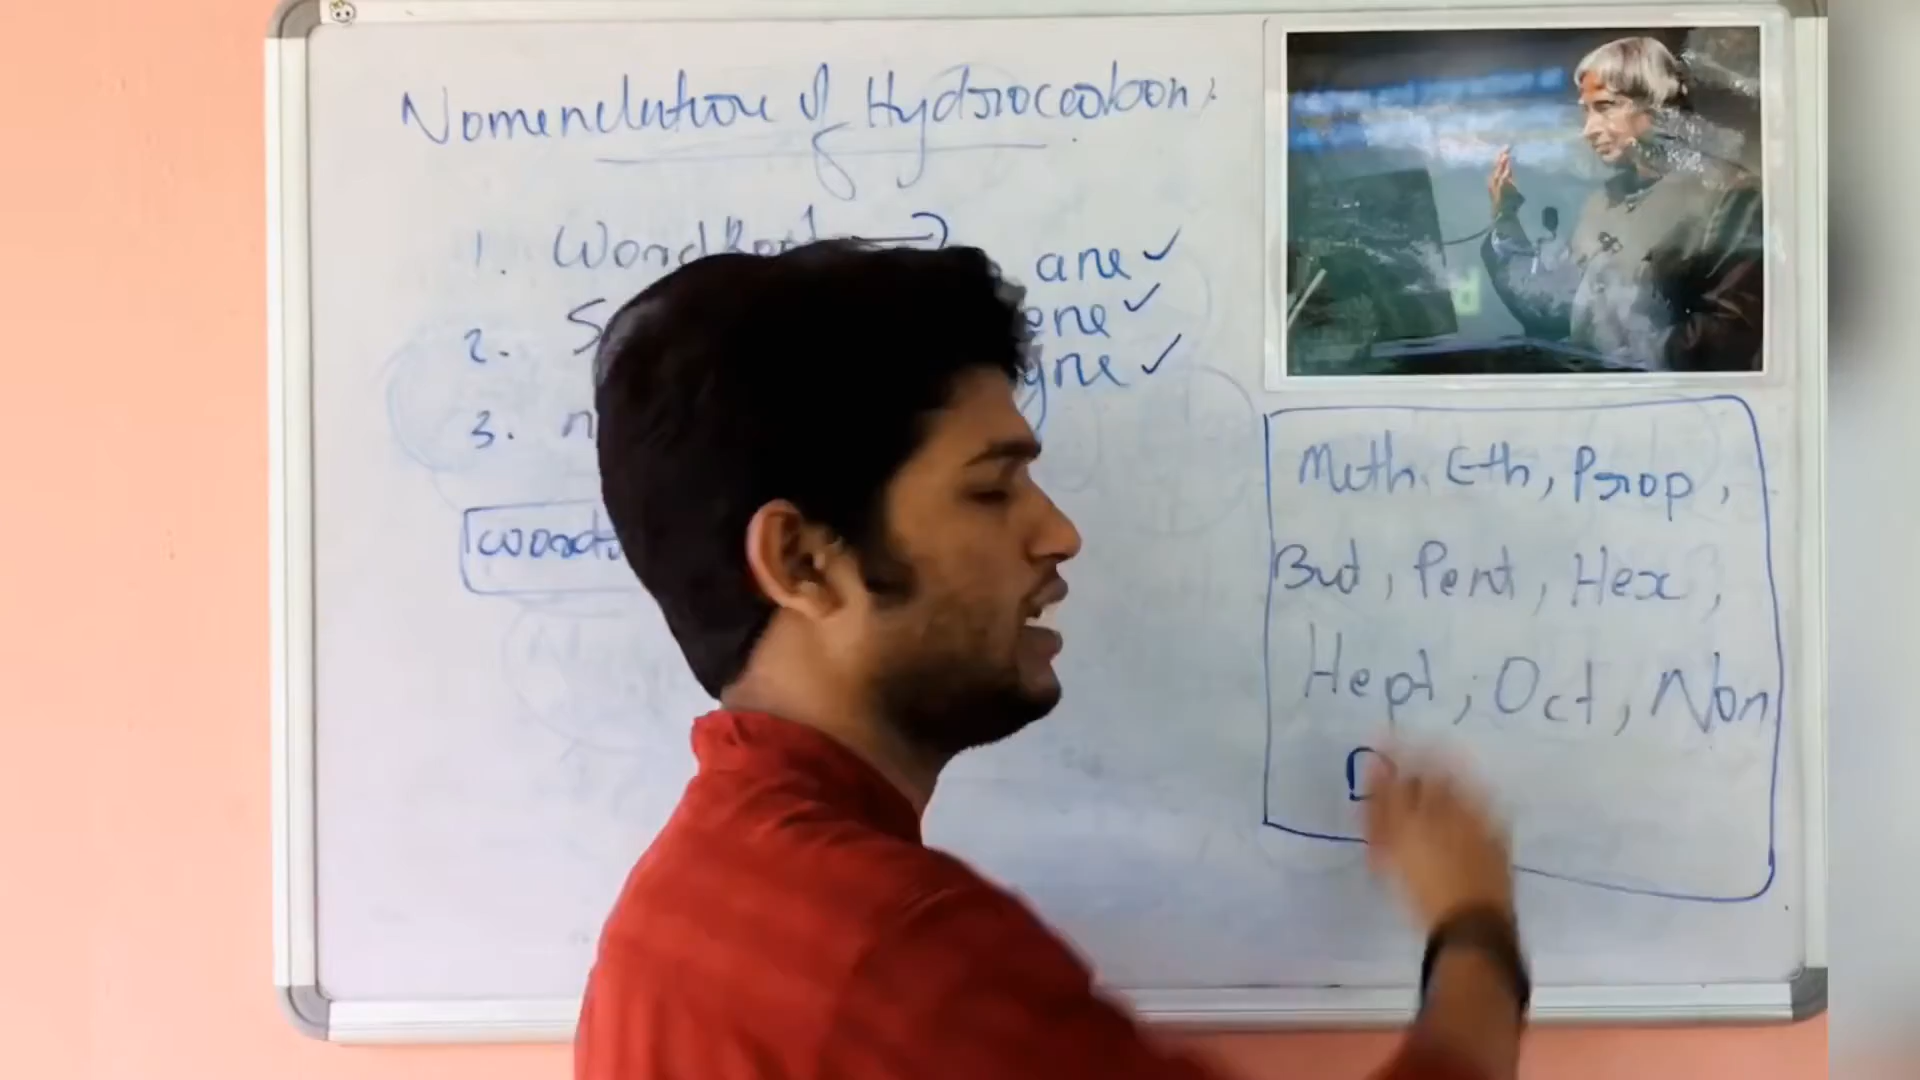 Nomenclature of Hydrocarbon:
1. Word Root →
ane ✓
2.
ene ✓
yne ✓
3.
Meth, Eth, Prop,
But, Pent, Hex,
Hept, Oct, Non
D